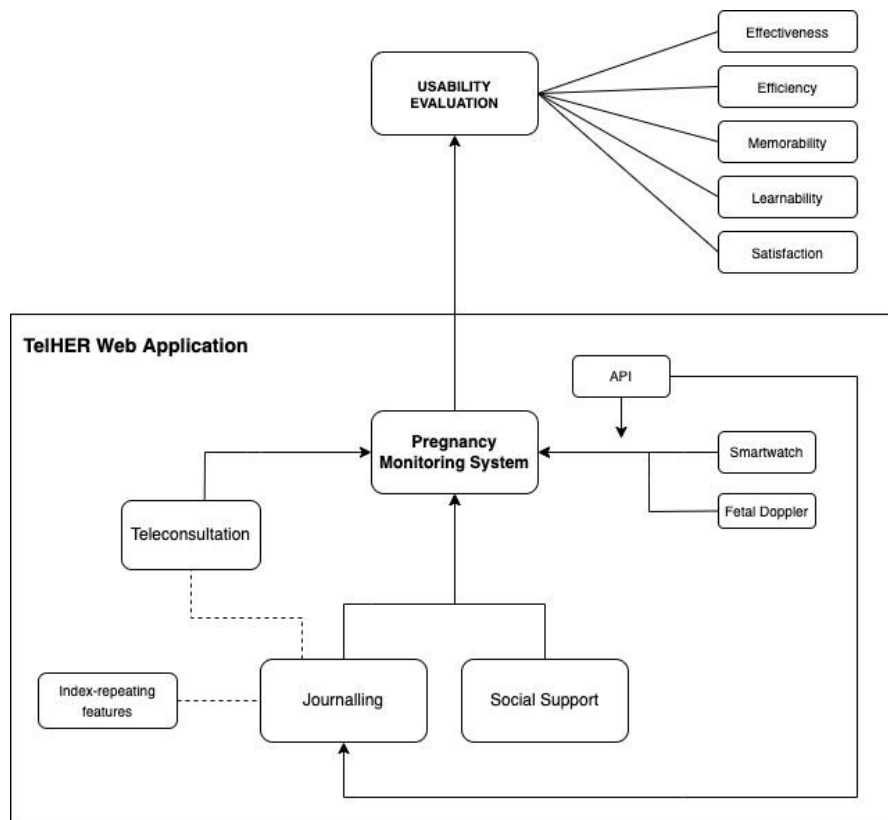 Effectiveness
USABILITY
EVALUATION
Efficiency
Memorability
Learnability
Satisfaction
TelHER Web Application
API
Pregnancy
Monitoring System
Smartwatch
Fetal Doppler
Teleconsultation
Index-repeating
features
Journalling
Social Support